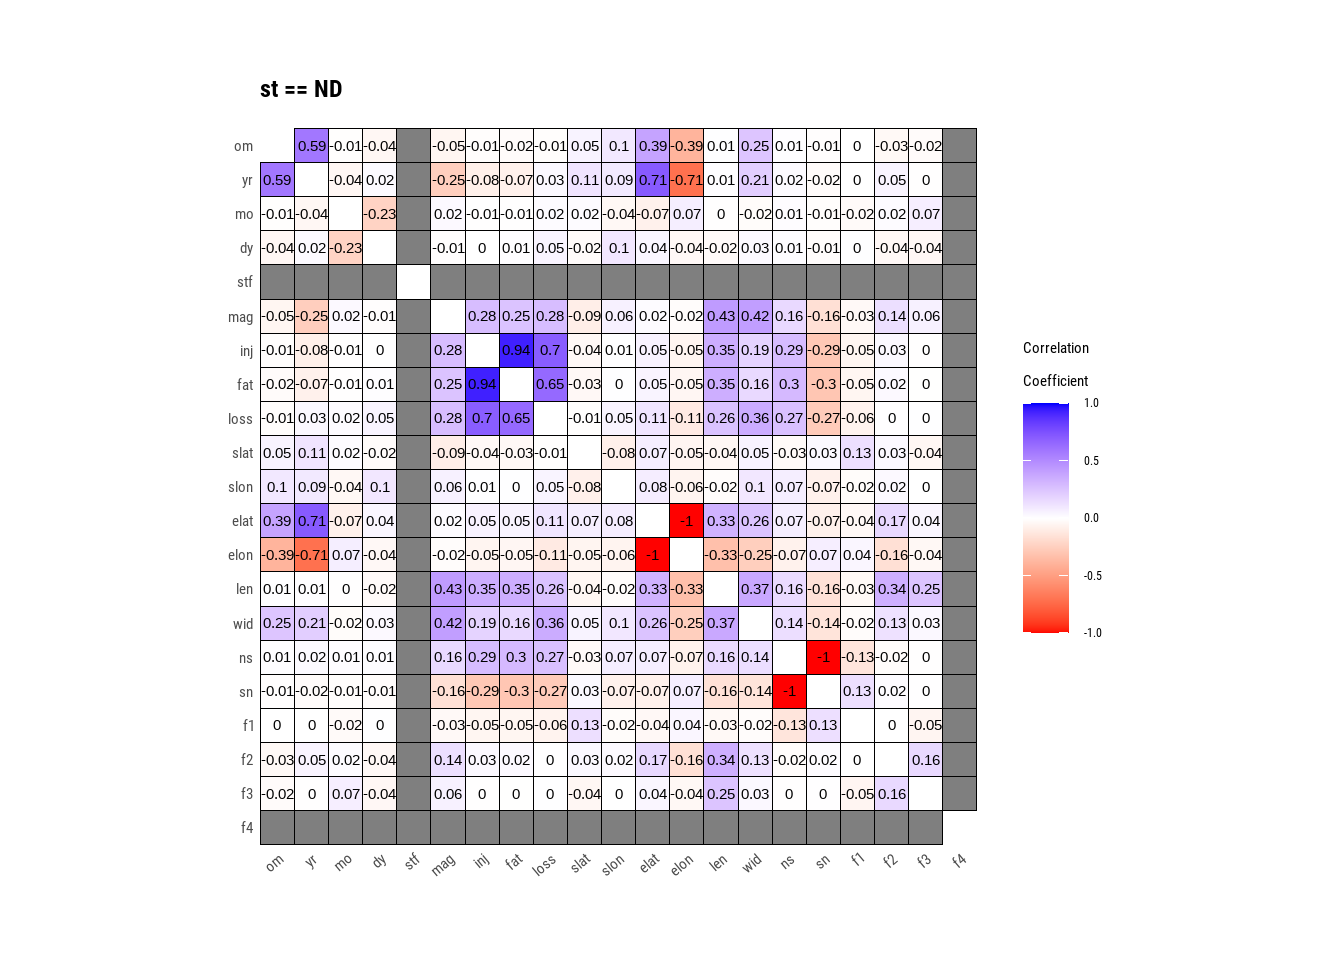 st == ND
om 0.59 -0.01 -0.04 -0.05 -0.01 -0.02 -0.01 0.05 0.1 0.39 -0.39 0.01 0.25 0.01 -0.01 0 -0.03 -0.02
yr 0.59 -0.04 0.02 -0.25 -0.08 -0.07 0.03 0.11 0.09 0.71 -0.71 0.01 0.21 0.02 -0.02 0 0.05 0
mo -0.01 -0.04 -0.23 0.02 -0.01 -0.01 0.02 0.02 -0.04 -0.07 0.07 0 -0.02 0.01 -0.01 -0.02 0.02 0.07
dy -0.04 0.02 -0.23 -0.01 0 0.01 0.05 -0.02 0.1 0.04 -0.04 -0.02 0.03 0.01 -0.01 0 -0.04 -0.04
stf
mag -0.05 -0.25 0.02 -0.01 0.28 0.25 0.28 -0.09 0.06 0.02 -0.02 0.43 0.42 0.16 -0.16 -0.03 0.14 0.06
inj -0.01 -0.08 -0.01 0 0.28 0.94 0.7 -0.04 0.01 0.05 -0.05 0.35 0.19 0.29 -0.29 -0.05 0.03 0
fat -0.02 -0.07 -0.01 0.01 0.25 0.94 0.65 -0.03 0 0.05 -0.05 0.35 0.16 0.3 -0.3 -0.05 0.02 0
loss -0.01 0.03 0.02 0.05 0.28 0.7 0.65 -0.01 0.05 0.11 -0.11 0.26 0.36 0.27 -0.27 -0.06 0 0
slat 0.05 0.11 0.02 -0.02 -0.09 -0.04 -0.03 -0.01 -0.08 0.07 -0.05 -0.04 0.05 -0.03 0.03 0.13 0.03 -0.04
slon 0.1 0.09 -0.04 0.1 0.06 0.01 0 0.05 -0.08 0.08 -0.06 -0.02 0.1 0.07 -0.07 -0.02 0.02 0
elat 0.39 0.71 -0.07 0.04 0.02 0.05 0.05 0.11 0.07 0.08 -1 0.33 0.26 0.07 -0.07 -0.04 0.17 0.04
elon -0.39 -0.71 0.07 -0.04 -0.02 -0.05 -0.05 -0.11 -0.05 -0.06 -1 -0.33 -0.25 -0.07 0.07 0.04 -0.16 -0.04
len 0.01 0.01 0 -0.02 0.43 0.35 0.35 0.26 -0.04 -0.02 0.33 -0.33 0.37 0.16 -0.16 -0.03 0.34 0.25
wid 0.25 0.21 -0.02 0.03 0.42 0.19 0.16 0.36 0.05 0.1 0.26 -0.25 0.37 0.14 -0.14 -0.02 0.13 0.03
ns 0.01 0.02 0.01 0.01 0.16 0.29 0.3 0.27 -0.03 0.07 0.07 -0.07 0.16 0.14 -1 -0.13 -0.02 0
sn -0.01 -0.02 -0.01 -0.01 -0.16 -0.29 -0.3 -0.27 0.03 -0.07 -0.07 0.07 -0.16 -0.14 -1 0.13 0.02 0
f1 0 0 -0.02 0 -0.03 -0.05 -0.05 -0.06 0.13 -0.02 -0.04 0.04 -0.03 -0.02 -0.13 0.13 0 -0.05
f2 -0.03 0.05 0.02 -0.04 0.14 0.03 0.02 0 0.03 0.02 0.17 -0.16 0.34 0.13 -0.02 0.02 0 0.16
f3 -0.02 0 0.07 -0.04 0.06 0 0 0 -0.04 0 0.04 -0.04 0.25 0.03 0 0 -0.05 0.16
f4
om yr mo dy stf mag inj fat loss slat slon elat elon len wid ns sn f1 f2 f3 f4
Correlation
Coefficient
1.0
0.5
0.0
-0.5
-1.0